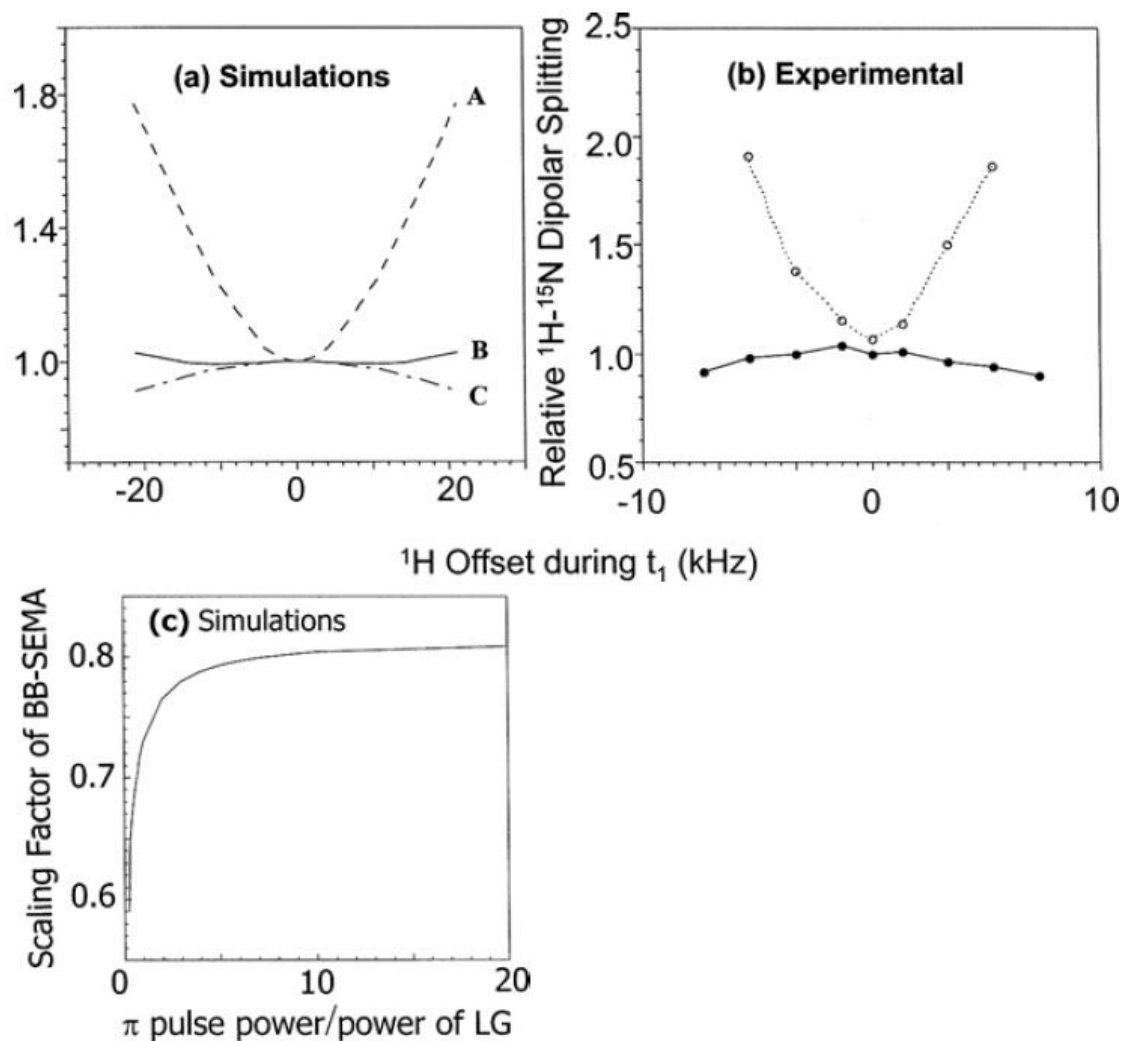 (a) Simulations
A
B
C
1.8
1.4
1.0
-20
0
20
Relative ¹H-¹⁵N Dipolar Splitting
(b) Experimental
2.5
2.0
1.5
1.0
0.5
-10
0
10
¹H Offset during t₁ (kHz)
(c) Simulations
Scaling Factor of BB-SEMA
0.8
0.7
0.6
0
10
20
π pulse power/power of LG